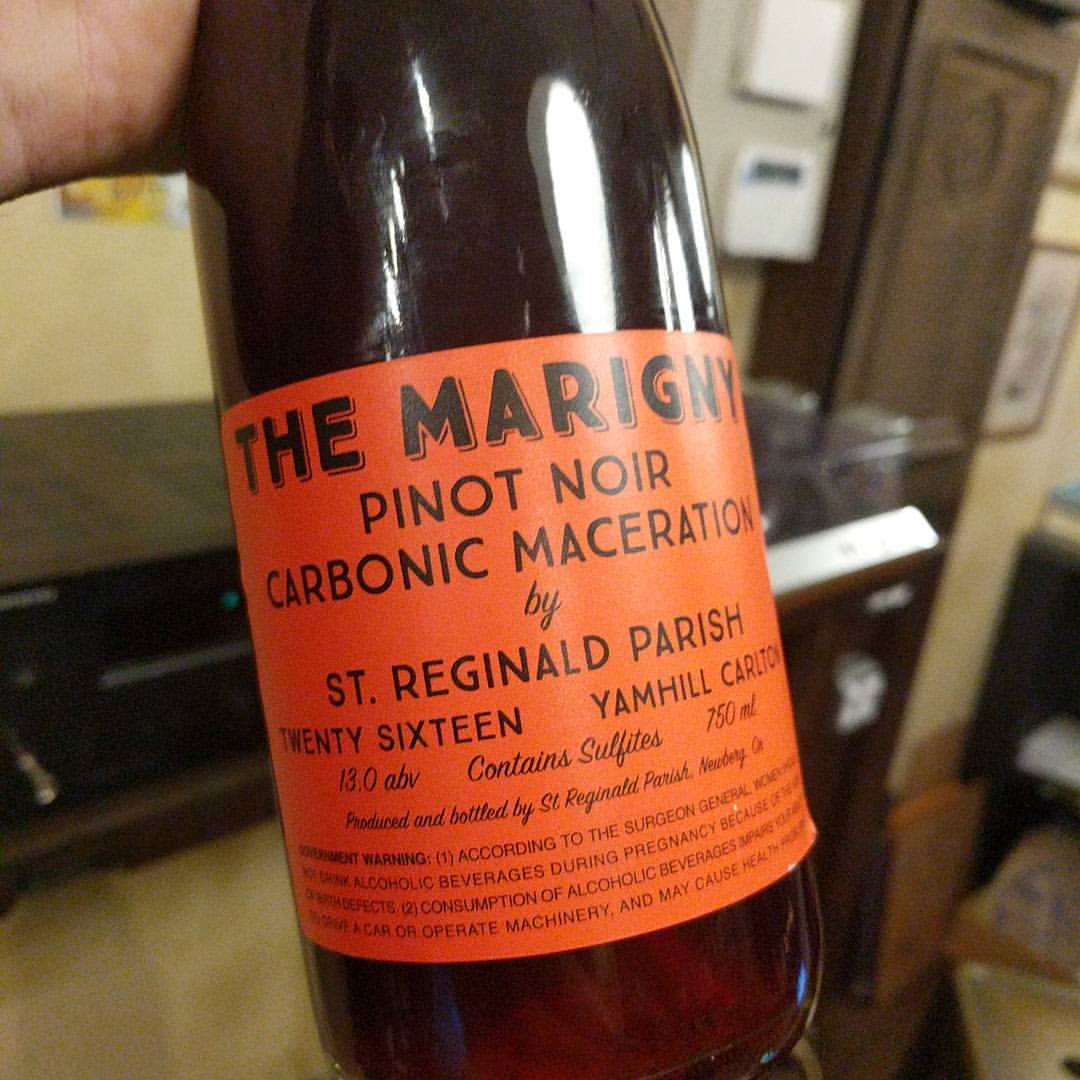 THE MARIGNY
PINOT NOIR
CARBONIC MACERATION
by
ST. REGINALD PARISH
TWENTY SIXTEEN YAMHILL CARLTON
13.0 abv Contains Sulfites 750 ml
Produced and bottled by St Reginald Parish, Newberg, Or
GOVERNMENT WARNING: (1) ACCORDING TO THE SURGEON GENERAL, WOMEN
NOT DRINK ALCOHOLIC BEVERAGES DURING PREGNANCY BECAUSE OF THE
OF BIRTH DEFECTS. (2) CONSUMPTION OF ALCOHOLIC BEVERAGES IMPAIRS YOUR
TO DRIVE A CAR OR OPERATE MACHINERY, AND MAY CAUSE HEALTH